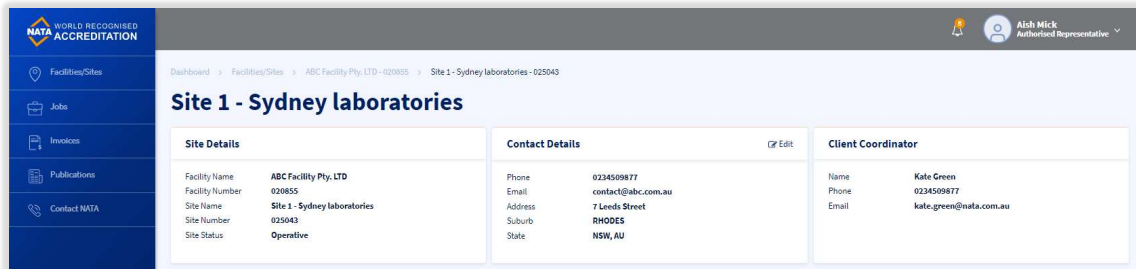 NATA WORLD RECOGNISED
ACCREDITATION
Aish Mick
Authorised Representative
Facilities/Sites
Jobs
Invoices
Publications
Contact NATA
Dashboard > Facilities/Sites > ABC Facility Pty. LTD - 020855 > Site 1 - Sydney laboratories - 025043
Site 1 - Sydney laboratories
Site Details
Facility Name ABC Facility Pty. LTD
Facility Number 020855
Site Name Site 1 - Sydney laboratories
Site Number 025043
Site Status Operative
Contact Details Edit
Phone 0234509877
Email contact@abc.com.au
Address 7 Leeds Street
Suburb RHODES
State NSW, AU
Client Coordinator
Name Kate Green
Phone 0234509877
Email kate.green@nata.com.au